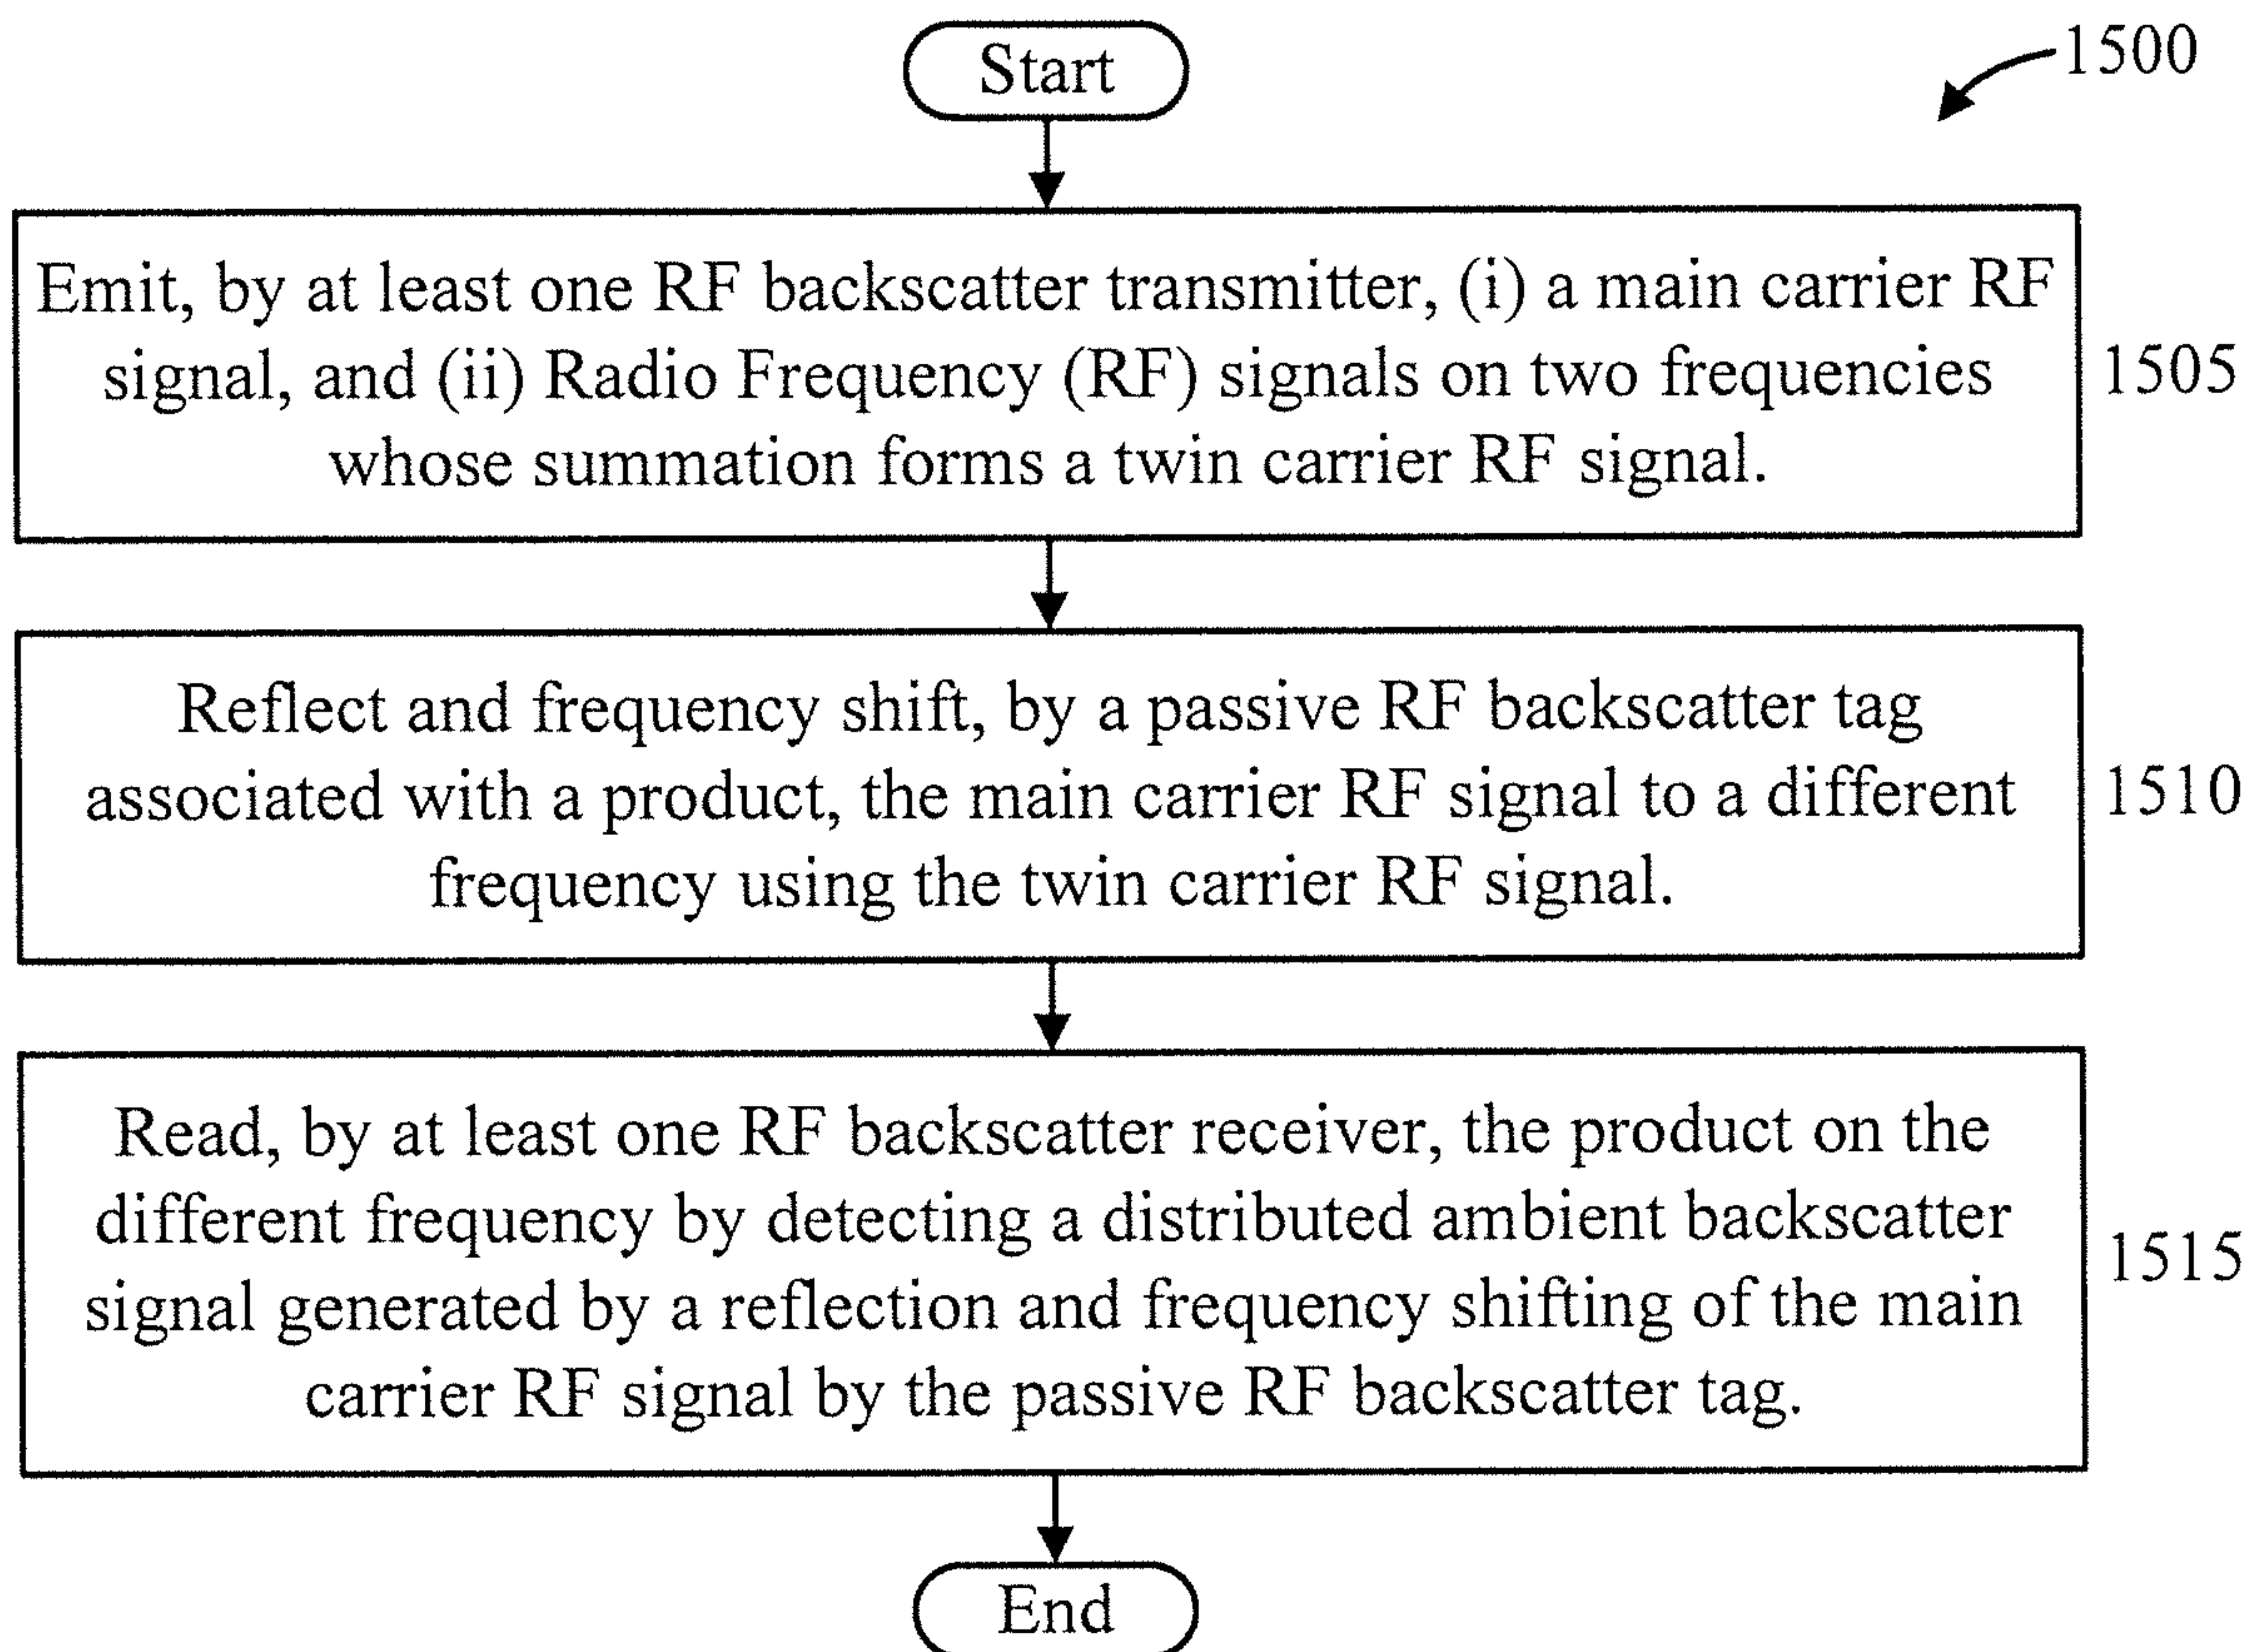 Start
1500
Emit, by at least one RF backscatter transmitter, (i) a main carrier RF
signal, and (ii) Radio Frequency (RF) signals on two frequencies
whose summation forms a twin carrier RF signal.
1505
Reflect and frequency shift, by a passive RF backscatter tag
associated with a product, the main carrier RF signal to a different
frequency using the twin carrier RF signal.
1510
Read, by at least one RF backscatter receiver, the product on the
different frequency by detecting a distributed ambient backscatter
signal generated by a reflection and frequency shifting of the main
carrier RF signal by the passive RF backscatter tag.
1515
End